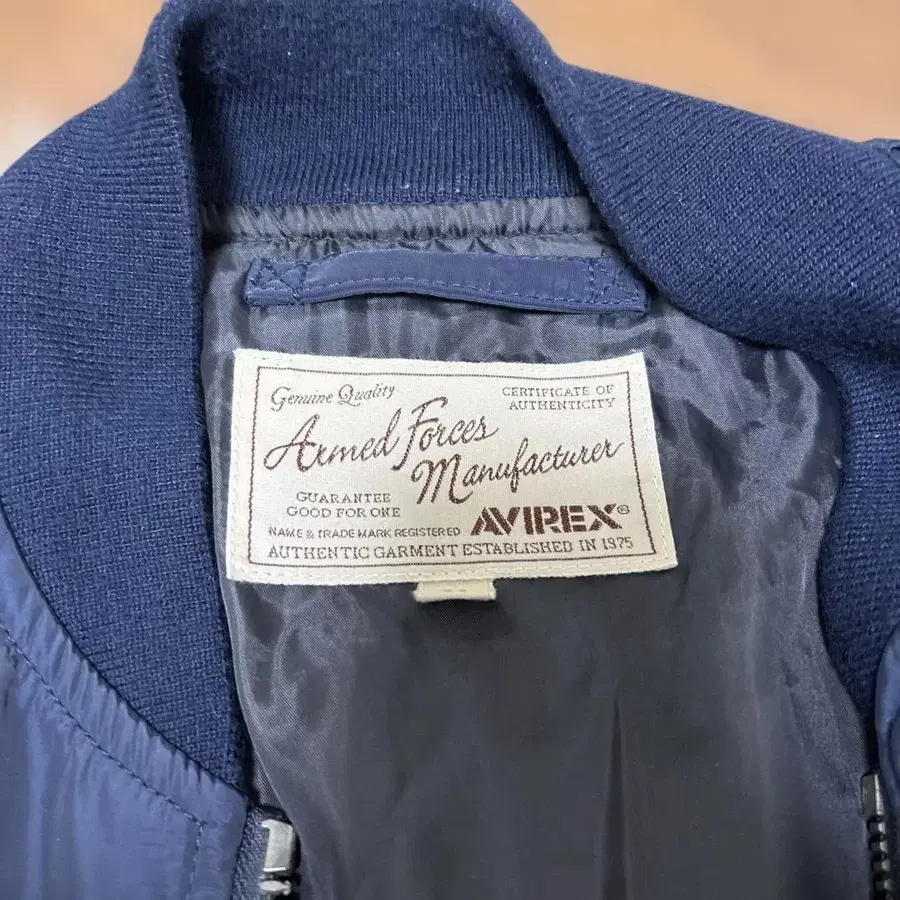 Genuine Quality
CERTIFICATE OF
AUTHENTICITY
Armed Forces
Manufacturer
GUARANTEE
GOOD FOR ONE
NAME & TRADE MARK REGISTERED
AVIREX®
AUTHENTIC GARMENT ESTABLISHED IN 1975